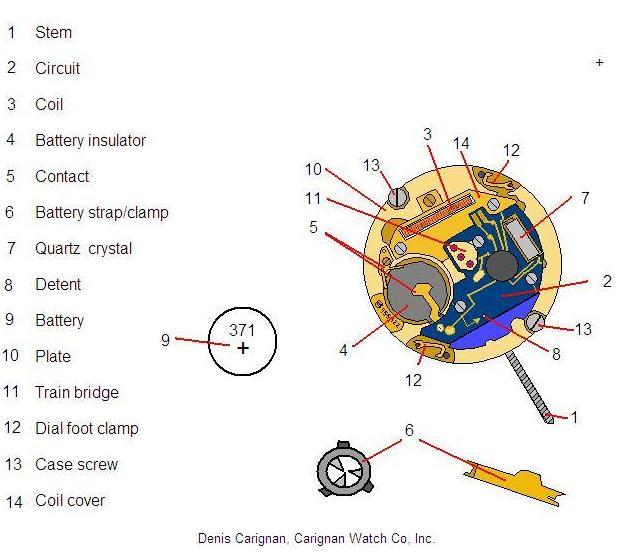 1 Stem
2 Circuit
3 Coil
4 Battery insulator
5 Contact
6 Battery strap/clamp
7 Quartz crystal
8 Detent
9 Battery
10 Plate
11 Train bridge
12 Dial foot clamp
13 Case screw
14 Coil cover
+
3
14
12
13
10
11
7
5
2
371
+
9
4
13
8
12
1
6
Denis Carignan, Carignan Watch Co, Inc.